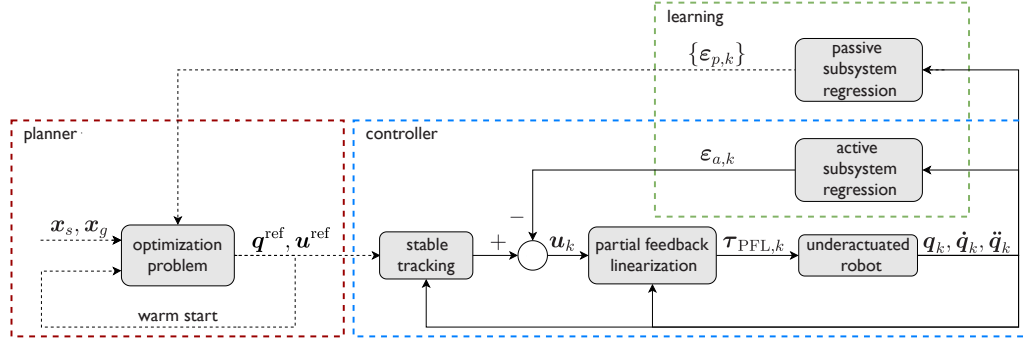 learning
{ε_{p,k}}
passive
subsystem
regression
planner
controller
ε_{a,k}
active
subsystem
regression
x_s, x_g
optimization
problem
q^{ref}, u^{ref}
stable
tracking
+
−
u_k
partial feedback
linearization
τ_{PFL,k}
underactuated
robot
q_k, q̇_k, q̈_k
warm start